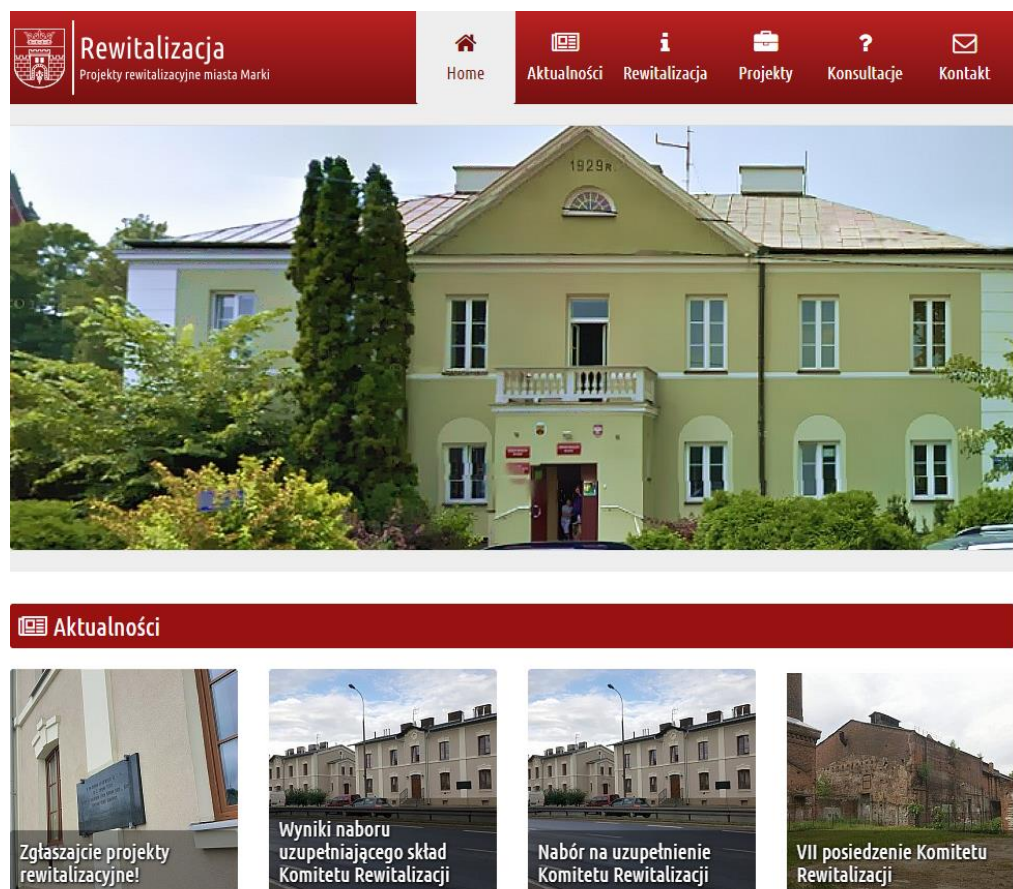 Rewitalizacja
Projekty rewitalizacyjne miasta Marki
Home
Aktualności
Rewitalizacja
Projekty
Konsultacje
Kontakt
1929R.
Aktualności
Zgłaszajcie projekty
rewitalizacyjne!
Wyniki naboru
uzupełniającego skład
Komitetu Rewitalizacji
Nabór na uzupełnienie
Komitetu Rewitalizacji
VII posiedzenie Komitetu
Rewitalizacji